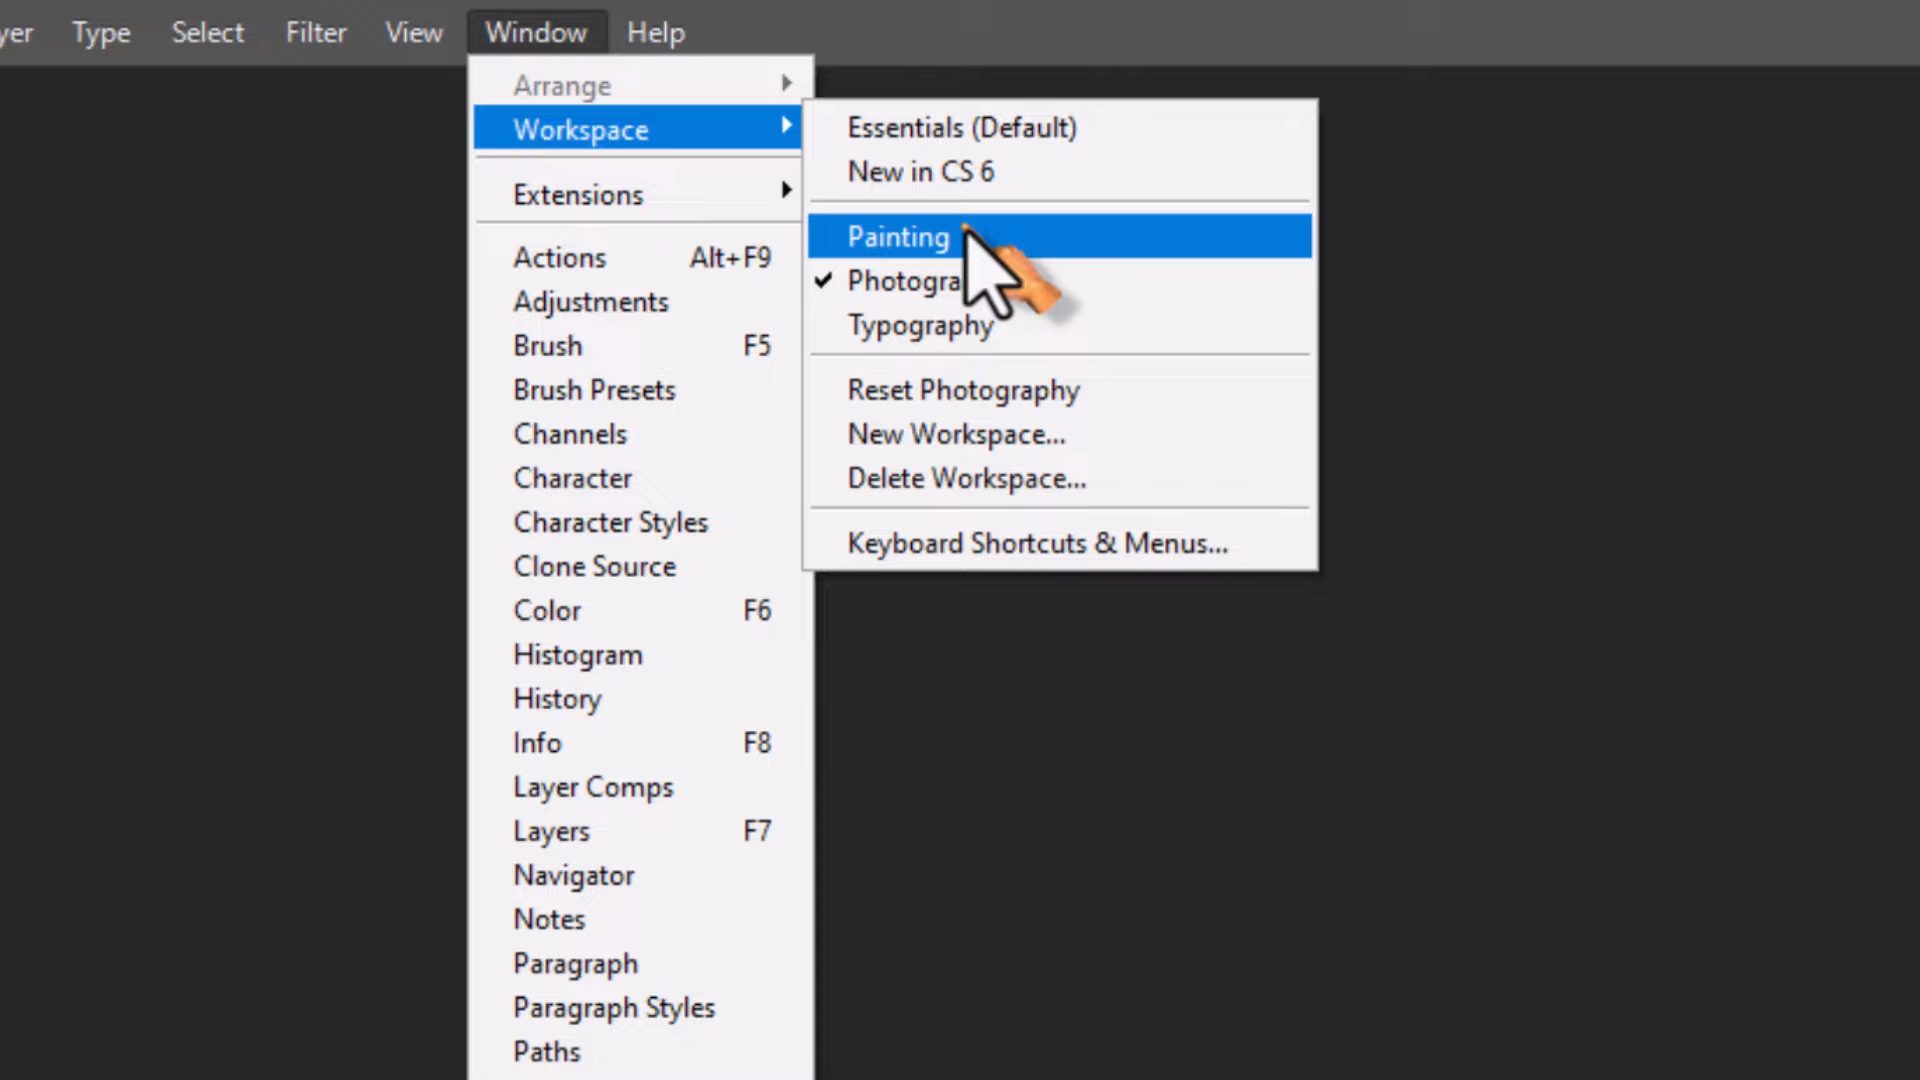 yer Type Select Filter View Window Help
Arrange
Workspace
Extensions
Actions Alt+F9
Adjustments
Brush F5
Brush Presets
Channels
Character
Character Styles
Clone Source
Color F6
Histogram
History
Info F8
Layer Comps
Layers F7
Navigator
Notes
Paragraph
Paragraph Styles
Paths
Essentials (Default)
New in CS 6
Painting
Photogra
Typography
Reset Photography
New Workspace...
Delete Workspace...
Keyboard Shortcuts & Menus...